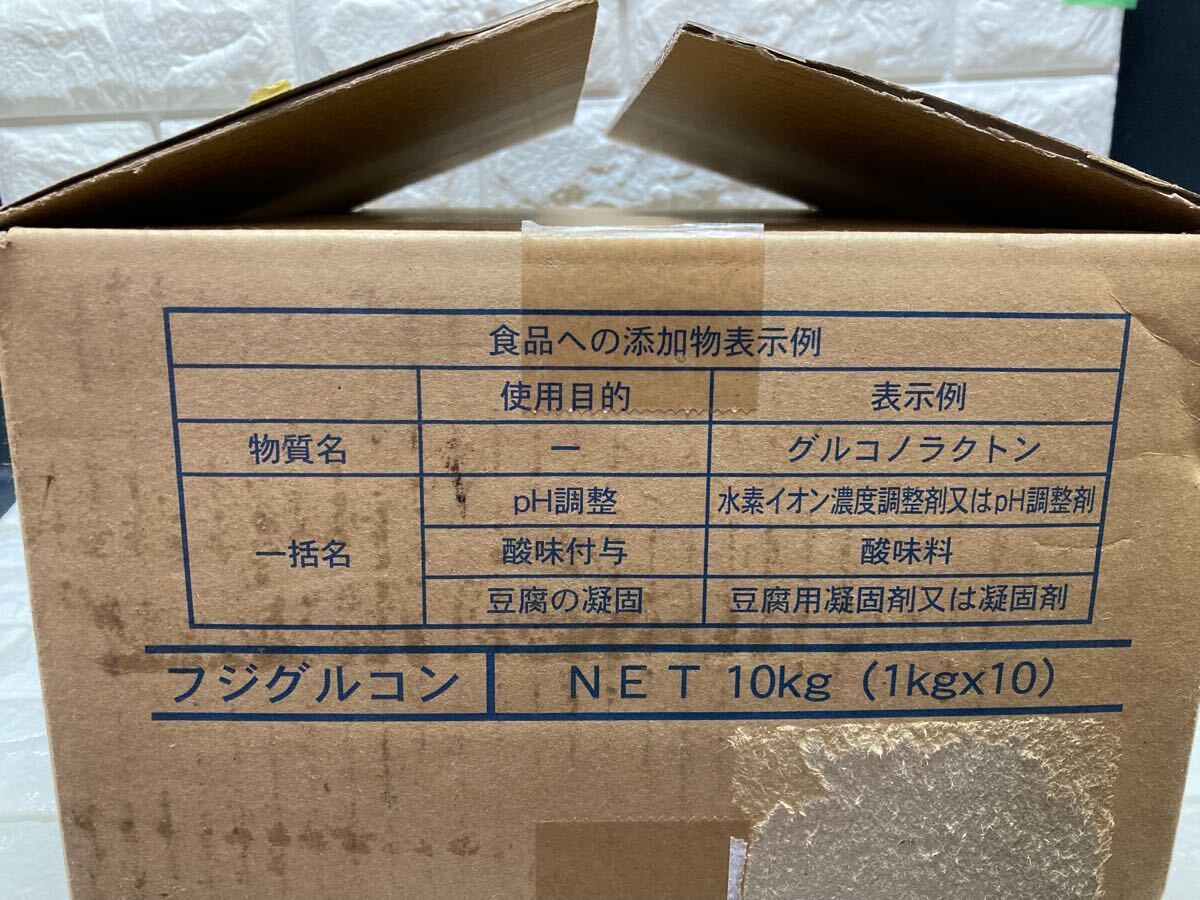 食品への添加物表示例
使用目的 表示例
物質名 ー グルコノラクトン
pH調整 水素イオン濃度調整剤又はpH調整剤
一括名 酸味付与 酸味料
豆腐の凝固 豆腐用凝固剤又は凝固剤
フジグルコン NET 10kg (1kgx10)